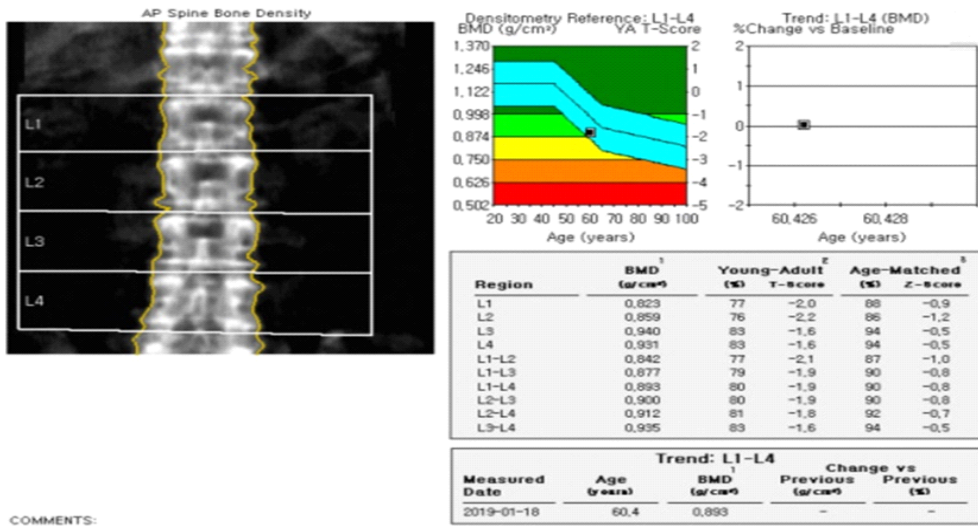 AP Spine Bone Density
L1
L2
L3
L4
COMMENTS:
Densitometry Reference: L1-L4
BMD (g/cm²) YA T-Score
1,370 2
1,246 1
1,122 0
0,998 -1
0,874 -2
0,750 -3
0,626 -4
0,502 -5
20 30 40 50 60 70 80 90 100
Age (years)
Trend: L1-L4 (BMD)
%Change vs Baseline
2
1
0
-1
-2
60,426 60,428
Age (years)
1 2 3
BMD Young-Adult Age-Matched
Region (g/cm²) (%) T-Score (%) Z-Score
L1 0,823 77 -2,0 88 -0,9
L2 0,859 76 -2,2 86 -1,2
L3 0,940 83 -1,6 94 -0,5
L4 0,931 83 -1,6 94 -0,5
L1-L2 0,842 77 -2,1 87 -1,0
L1-L3 0,877 79 -1,9 90 -0,8
L1-L4 0,893 80 -1,9 90 -0,8
L2-L3 0,900 80 -1,9 90 -0,8
L2-L4 0,912 81 -1,8 92 -0,7
L3-L4 0,935 83 -1,6 94 -0,5
Trend: L1-L4
1 Change vs
Measured Age BMD Previous Previous
Date (years) (g/cm²) (g/cm²) (%)
2019-01-18 60,4 0,893 - -